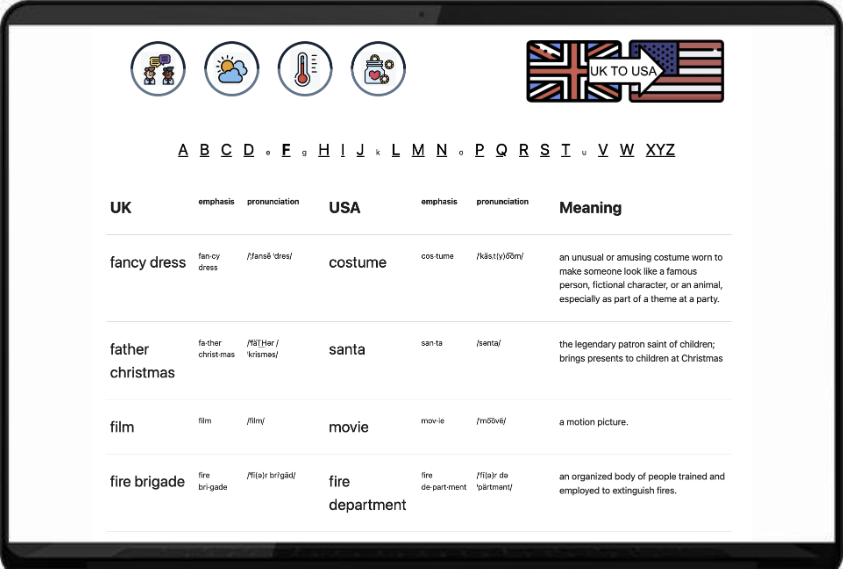 UK TO USA
A B C D e F g H I J k L M N o P Q R S T u V W XYZ
UK emphasis pronunciation USA emphasis pronunciation Meaning
fancy dress
fan·cy
dress
/ˈfansē ˈdres/
costume
cos·tume
/ˈkäsˌt(y)o͞om/
an unusual or amusing costume worn to
make someone look like a famous
person, fictional character, or an animal,
especially as part of a theme at a party.
father
christmas
fa·ther
christ·mas
/ˈfäT͟Hər /
ˈkrisməs/
santa
san·ta
/sənta/
the legendary patron saint of children;
brings presents to children at Christmas
film
film
/film/
movie
mov·ie
/ˈmo͞ovē/
a motion picture.
fire brigade
fire
bri·gade
/ˈfī(ə)r briˈgād/
fire
department
fire
de·part·ment
/ˈfī(ə)r də
ˈpärtmənt/
an organized body of people trained and
employed to extinguish fires.